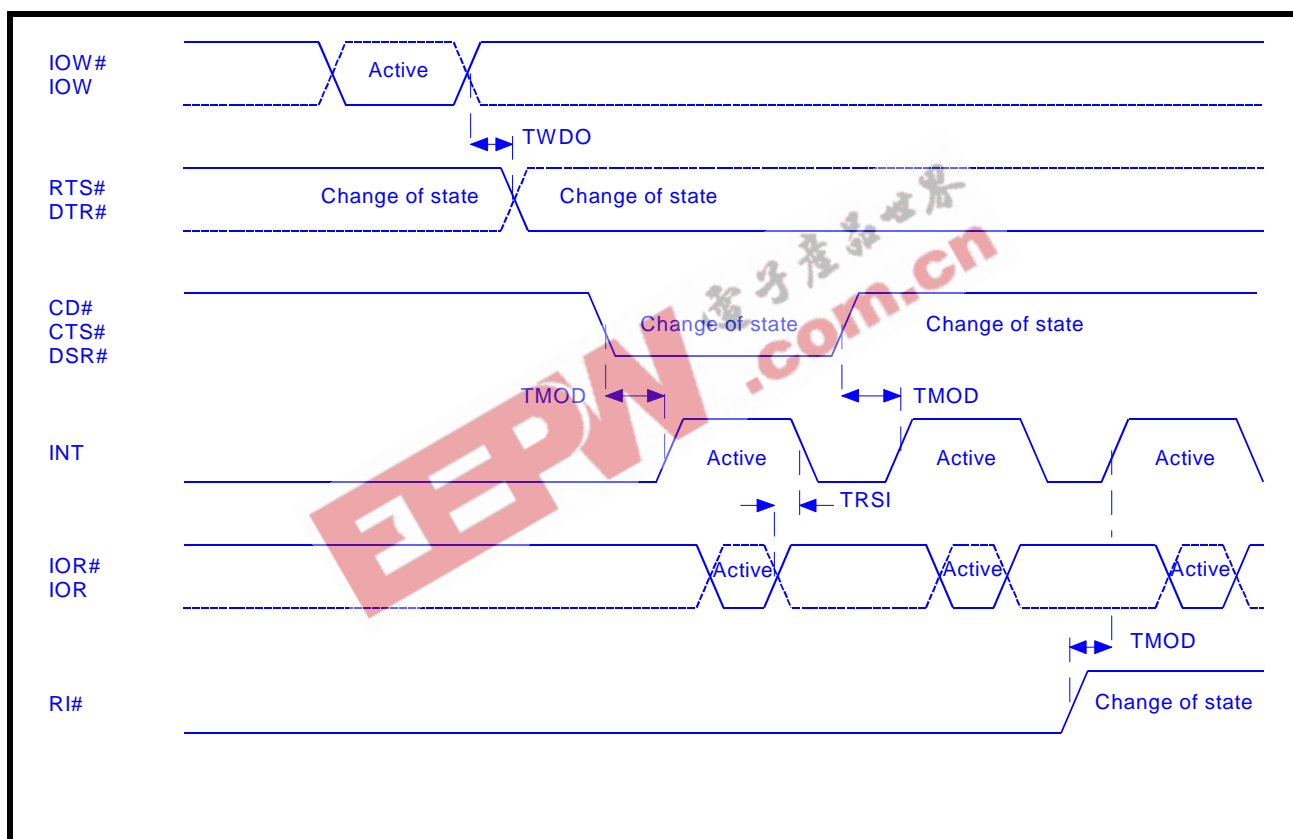 IOW#
IOW
Active
TWDO
RTS#
DTR#
Change of state
Change of state
CD#
CTS#
DSR#
Change of state
Change of state
TMOD
TMOD
INT
Active
Active
Active
TRSI
IOR#
IOR
Active
Active
Active
TMOD
RI#
Change of state
EEPW
電子產品世界
.com.cn